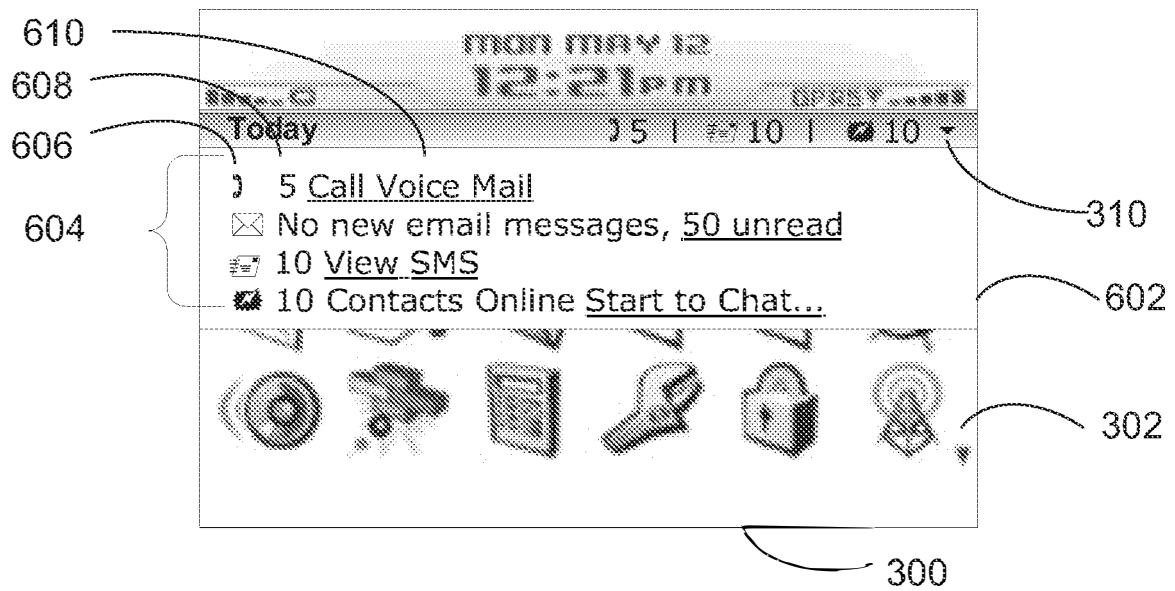 610
608
606
604
mon may 12
12:21pm
Today 5 | 10 | 10
5 Call Voice Mail
No new email messages, 50 unread
10 View SMS
10 Contacts Online Start to Chat...
310
602
302
300